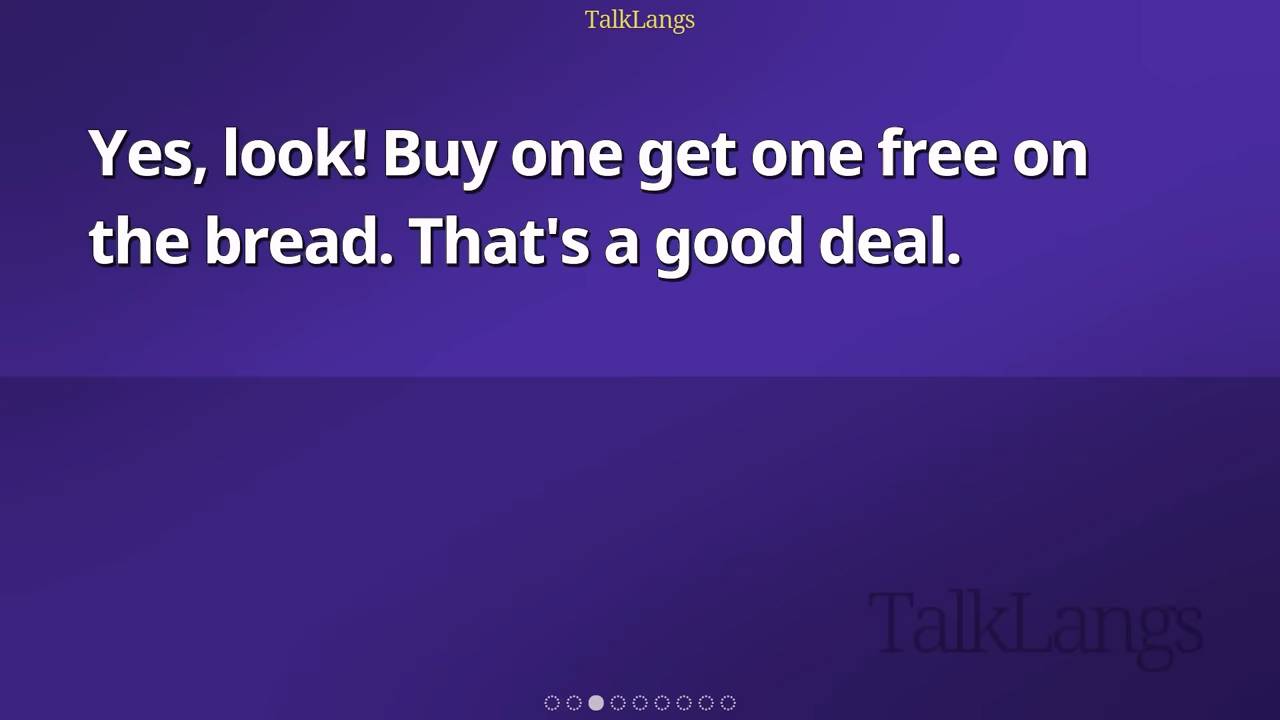 TalkLangs
Yes, look! Buy one get one free on
the bread. That's a good deal.
TalkLangs